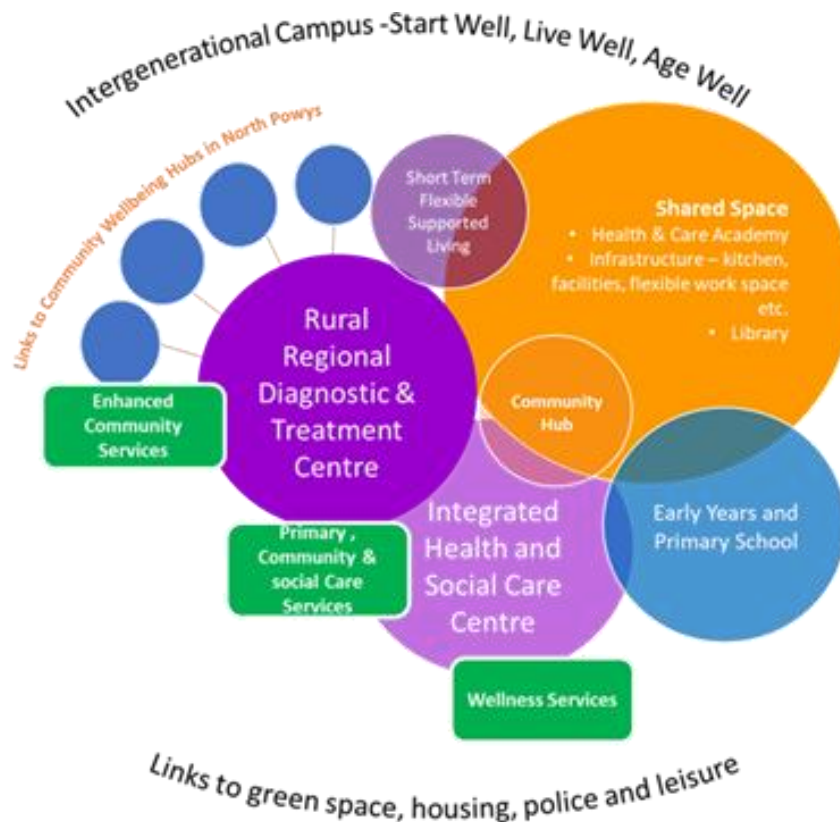 Intergenerational Campus -Start Well, Live Well, Age Well
Links to Community Wellbeing Hubs in North Powys
Short Term
Flexible
Supported
Living
Shared Space
• Health & Care Academy
• Infrastructure – kitchen,
facilities, flexible work space
etc.
• Library
Rural
Regional
Diagnostic &
Treatment
Centre
Community
Hub
Enhanced
Community
Services
Primary ,
Community &
social Care
Services
Integrated
Health and
Social Care
Centre
Early Years and
Primary School
Wellness Services
Links to green space, housing, police and leisure